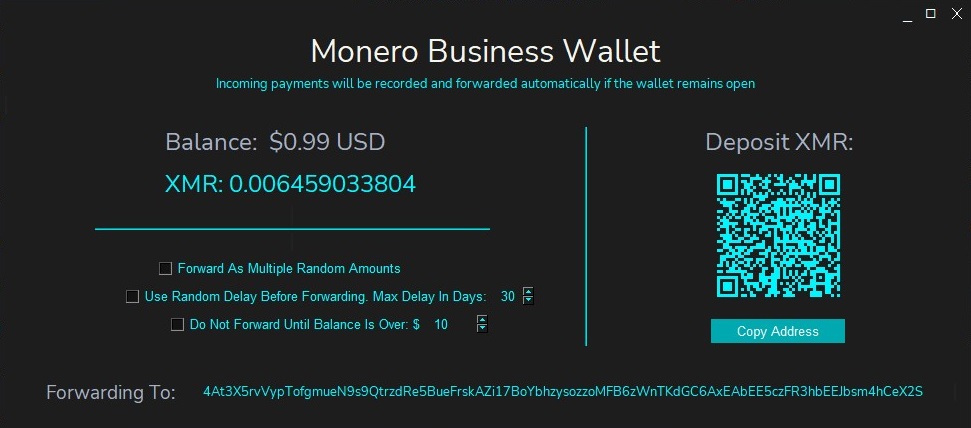 Monero Business Wallet
Incoming payments will be recorded and forwarded automatically if the wallet remains open
Balance: $0.99 USD
XMR: 0.006459033804
Forward As Multiple Random Amounts
Use Random Delay Before Forwarding. Max Delay In Days: 30
Do Not Forward Until Balance Is Over: $ 10
Deposit XMR:
Copy Address
Forwarding To: 4At3X5rvVypTofgmueN9s9QtrzdRe5BueFrskAZi17BoYbhzysozzoMFB6zWnTKdGC6AxEAbEE5czFR3hbEEJbsm4hCeX2S